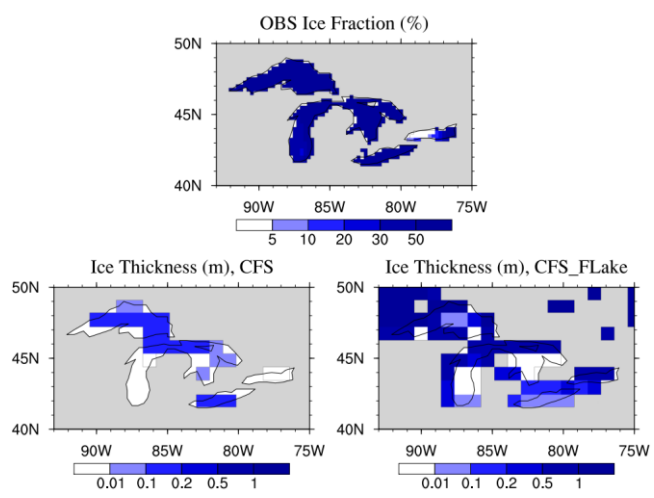 OBS Ice Fraction (%)
50N
45N
40N
90W 85W 80W 75W
5 10 20 30 50
Ice Thickness (m), CFS
50N
45N
40N
90W 85W 80W 75W
0.01 0.1 0.2 0.5 1
Ice Thickness (m), CFS_FLake
50N
45N
40N
90W 85W 80W 75W
0.01 0.1 0.2 0.5 1